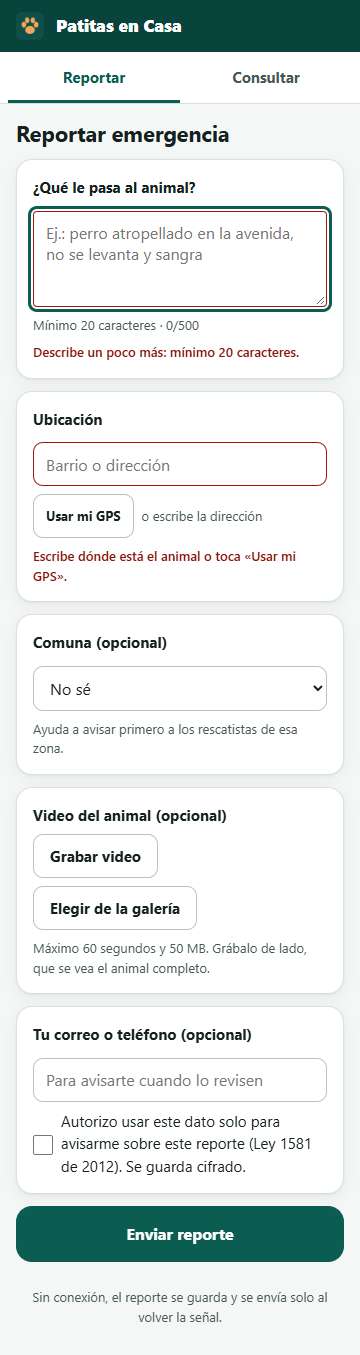 Patitas en Casa
Reportar
Consultar
Reportar emergencia
¿Qué le pasa al animal?
Ej.: perro atropellado en la avenida,
no se levanta y sangra
Mínimo 20 caracteres · 0/500
Describe un poco más: mínimo 20 caracteres.
Ubicación
Barrio o dirección
Usar mi GPS
o escribe la dirección
Escribe dónde está el animal o toca «Usar mi
GPS».
Comuna (opcional)
No sé
Ayuda a avisar primero a los rescatistas de esa
zona.
Video del animal (opcional)
Grabar video
Elegir de la galería
Máximo 60 segundos y 50 MB. Grábalo de lado,
que se vea el animal completo.
Tu correo o teléfono (opcional)
Para avisarte cuando lo revisen
Autorizo usar este dato solo para
avisarme sobre este reporte (Ley 1581
de 2012). Se guarda cifrado.
Enviar reporte
Sin conexión, el reporte se guarda y se envía solo al
volver la señal.